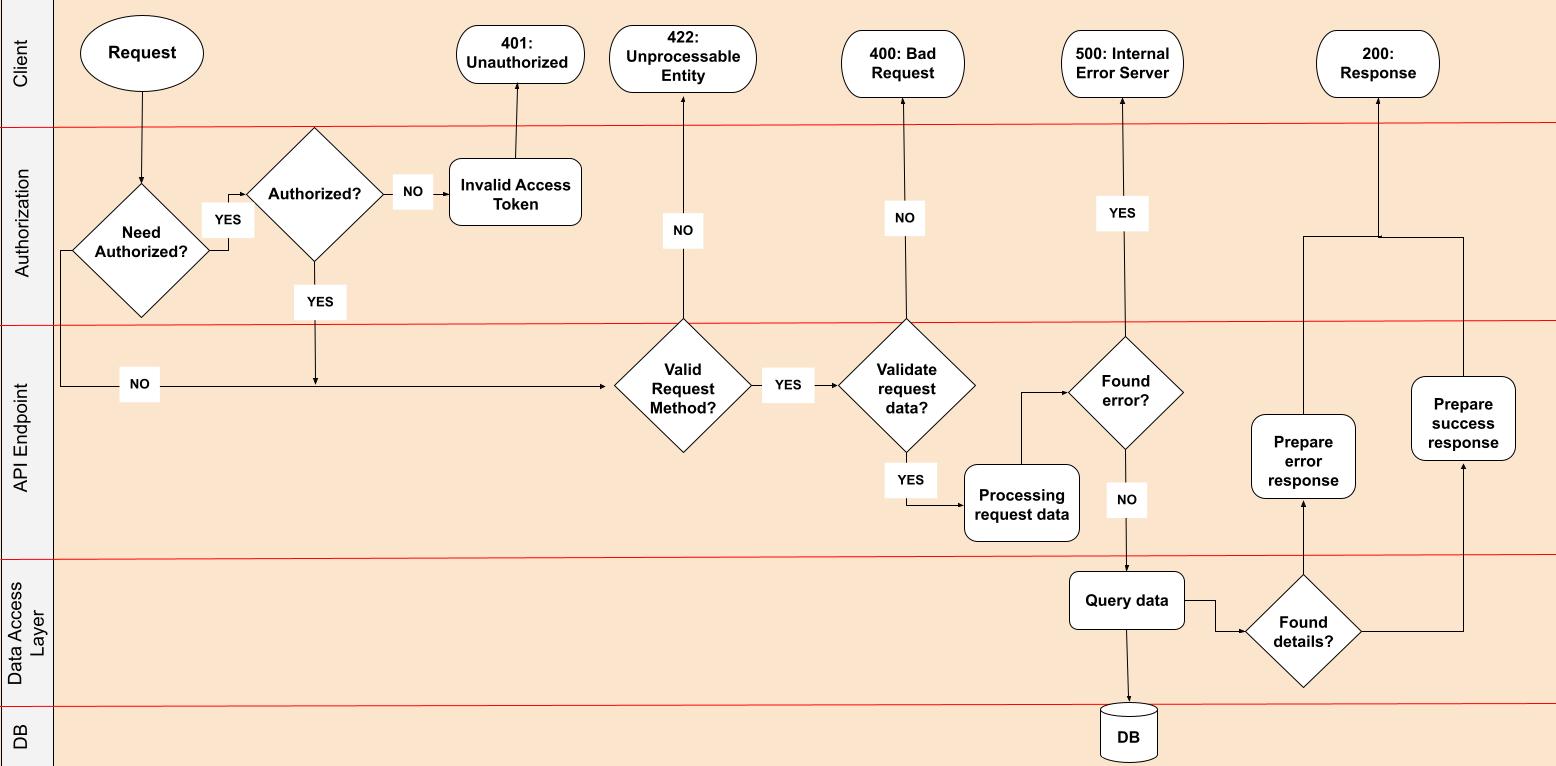 Client
Request
401:
Unauthorized
422:
Unprocessable
Entity
400: Bad
Request
500: Internal
Error Server
200:
Response
Authorization
Need
Authorized?
YES
Authorized?
NO
Invalid Access
Token
YES
NO
NO
YES
API Endpoint
NO
Valid
Request
Method?
YES
Validate
request
data?
YES
Processing
request data
Found
error?
NO
Prepare
error
response
Prepare
success
response
Data Access
Layer
Query data
Found
details?
DB
DB